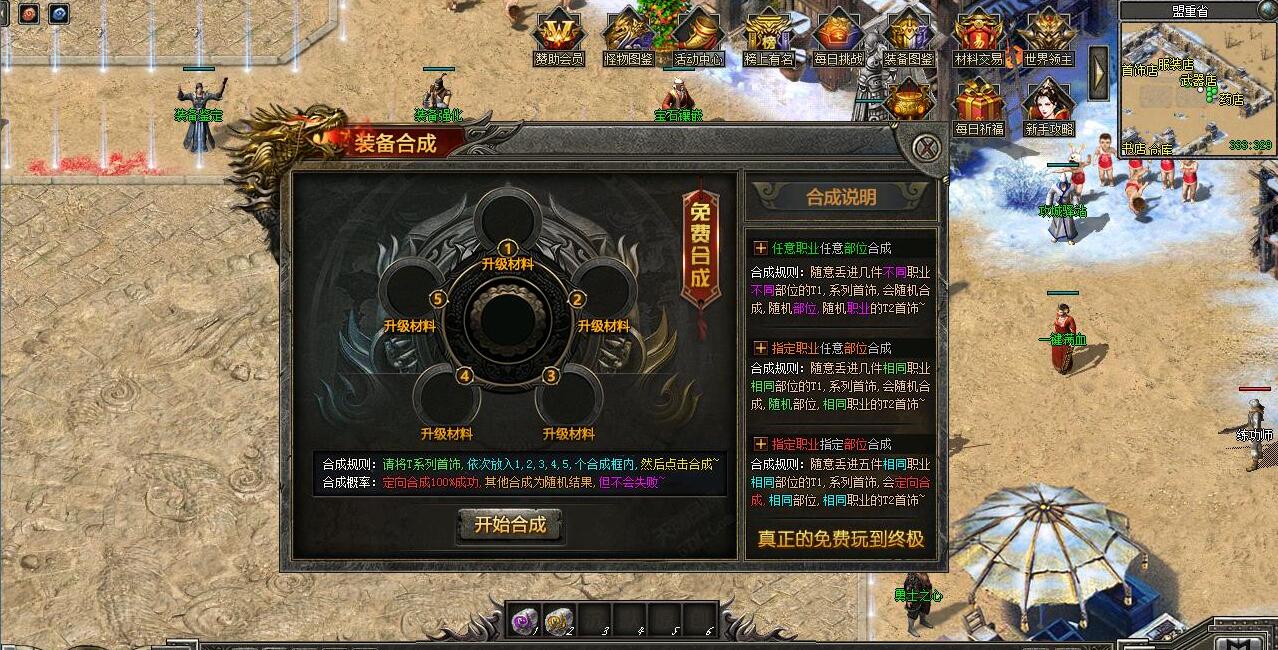 盟重省
赞助会员
怪物图鉴
活动中心
榜上有名
每日挑战
装备图鉴
材料交易
世界领主
每日祈福
新手攻略
首饰店
服装店
武器店
药店
书店
仓库
333:329
装备鉴定
装备强化
宝石镶嵌
攻城驿站
一键满血
练功师
勇士之心
装备合成
免费合成
1
升级材料
5
升级材料
2
升级材料
4
升级材料
3
升级材料
合成规则：请将T系列首饰,依次放入1,2,3,4,5,个合成框内,然后点击合成~
合成概率：定向合成100%成功,其他合成为随机结果,但不会失败~
开始合成
合成说明
任意职业任意部位合成
合成规则：随意丢进几件不同职业
不同部位的T1,系列首饰,会随机合
成,随机部位,随机职业的T2首饰~
指定职业任意部位合成
合成规则：随意丢进几件相同职业
相同部位的T1,系列首饰,会随机合
成,随机部位,相同职业的T2首饰~
指定职业指定部位合成
合成规则：随意丢进五件相同职业
相同部位的T1,系列首饰,会定向合
成,相同部位,相同职业的T2首饰~
真正的免费玩到终极
2
3
4
5
6